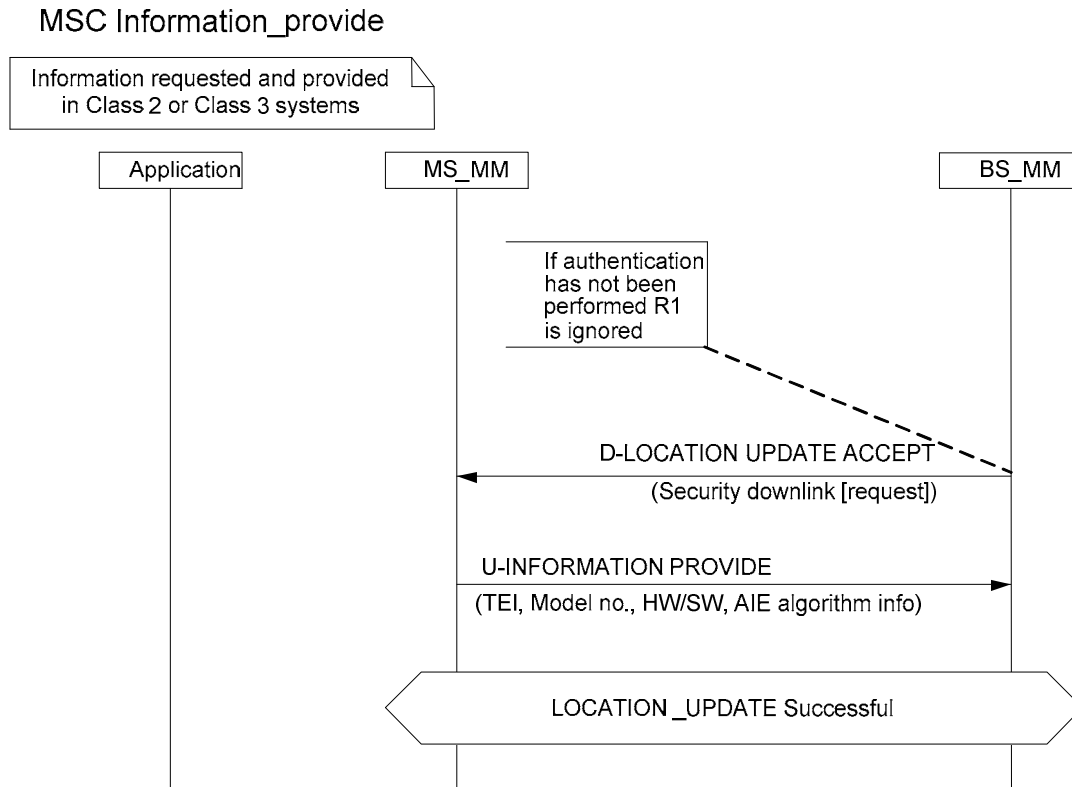 MSC Information_provide
Information requested and provided
in Class 2 or Class 3 systems
Application
MS_MM
BS_MM
If authentication
has not been
performed R1
is ignored
D-LOCATION UPDATE ACCEPT
(Security downlink [request])
U-INFORMATION PROVIDE
(TEI, Model no., HW/SW, AIE algorithm info)
LOCATION _UPDATE Successful